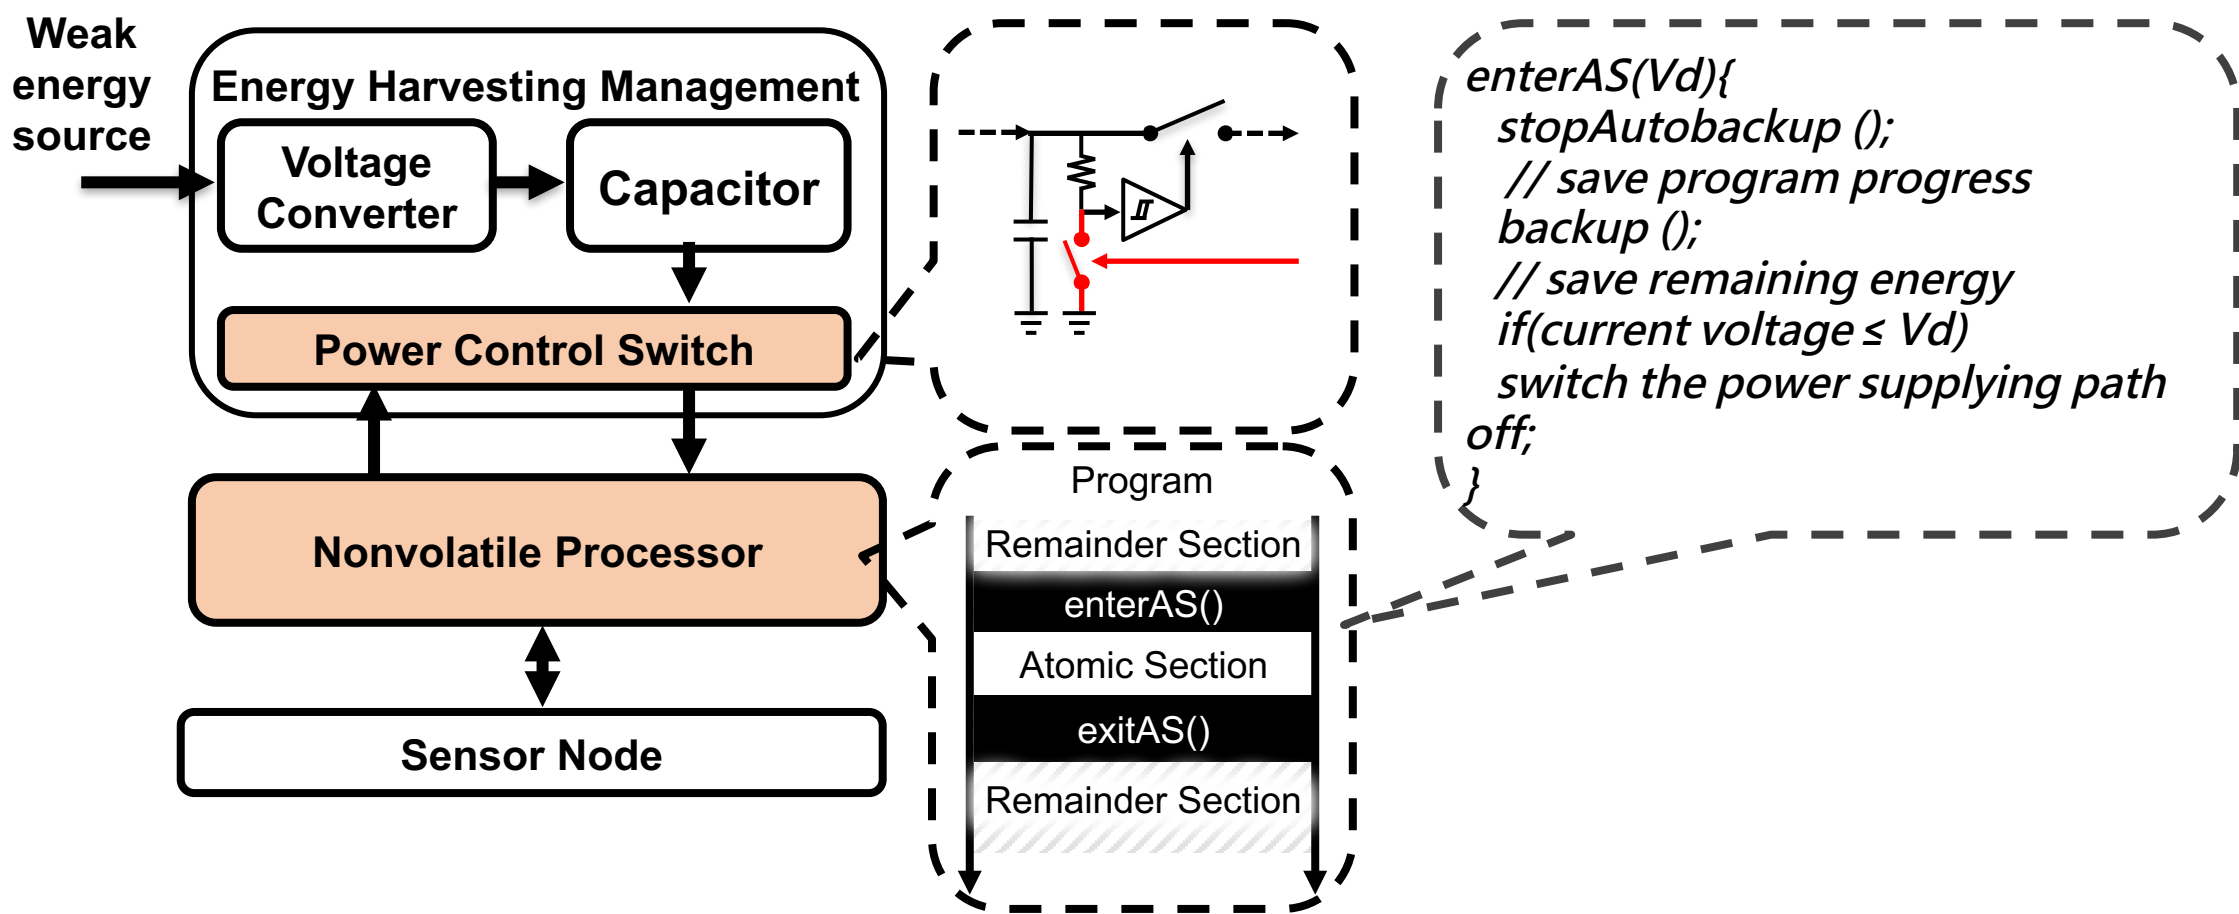 Weak
energy
source
Energy Harvesting Management
Voltage
Converter
Capacitor
Power Control Switch
Nonvolatile Processor
Sensor Node
Program
Remainder Section
enterAS()
Atomic Section
exitAS()
Remainder Section
enterAS(Vd){
stopAutobackup ();
// save program progress
backup ();
// save remaining energy
if(current voltage ≤ Vd)
switch the power supplying path
off;
}